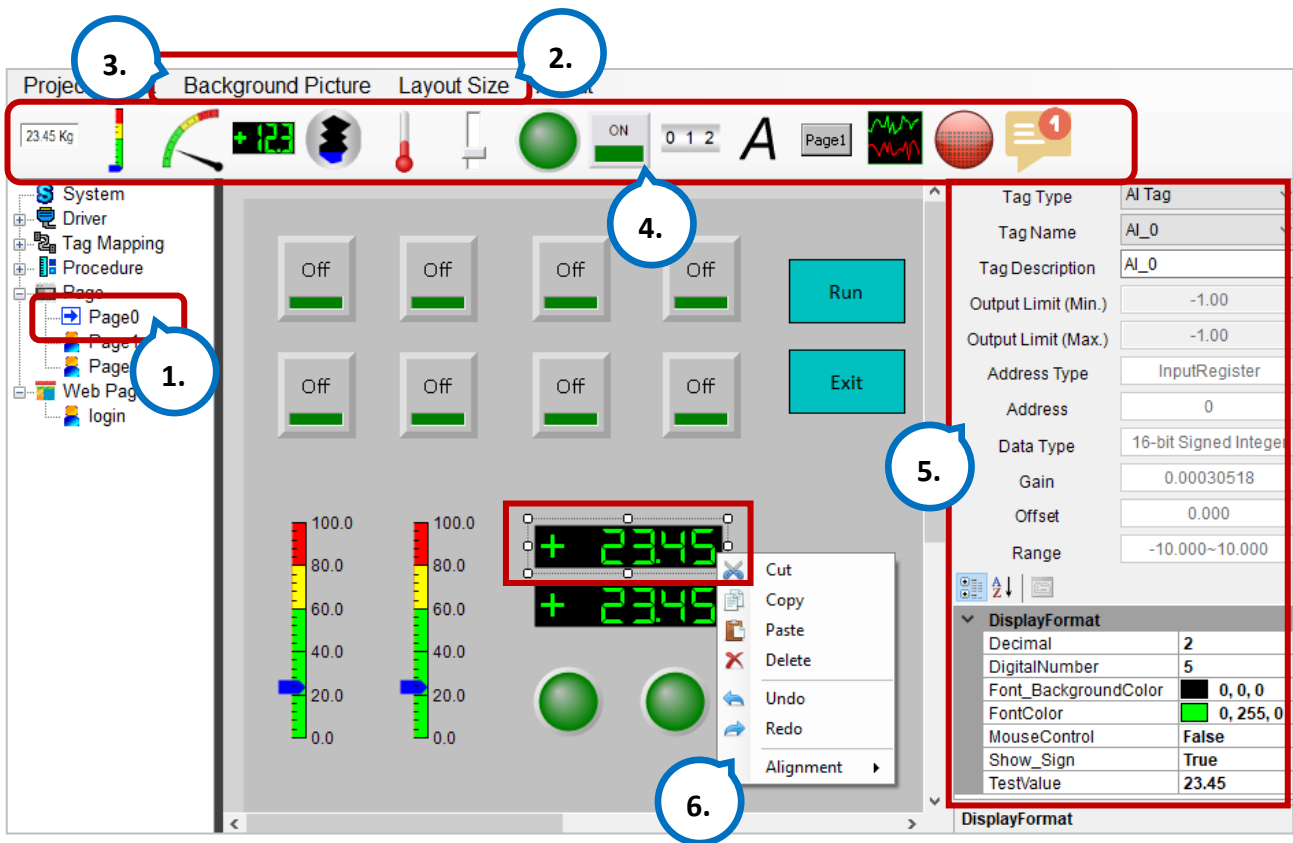 3.
2.
Projec
Background Picture
Layout Size
23.45 Kg
+12.3
ON
0 1 2
A
Page1
1
System
Driver
Tag Mapping
Procedure
Page
Page0
Page1
Page
Web Pag
login
1.
4.
Off
Off
Off
Off
Run
Off
Off
Off
Off
Exit
100.0
80.0
60.0
40.0
20.0
0.0
100.0
80.0
60.0
40.0
20.0
0.0
+ 23.45
+ 23.45
Cut
Copy
Paste
Delete
Undo
Redo
Alignment
6.
5.
Tag Type AI Tag
Tag Name AI_0
Tag Description AI_0
Output Limit (Min.) -1.00
Output Limit (Max.) -1.00
Address Type InputRegister
Address 0
Data Type 16-bit Signed Integer
Gain 0.00030518
Offset 0.000
Range -10.000~10.000
DisplayFormat
Decimal 2
DigitalNumber 5
Font_BackgroundColor 0, 0, 0
FontColor 0, 255, 0
MouseControl False
Show_Sign True
TestValue 23.45
DisplayFormat